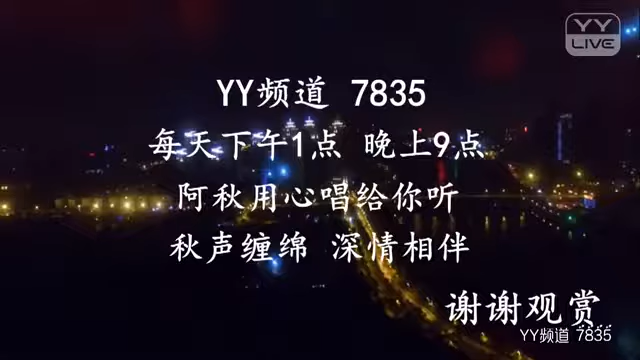 YY LIVE
YY频道 7835
每天下午1点 晚上9点
阿秋用心唱给你听
秋声缠绵 深情相伴
谢谢观赏
YY频道 7835